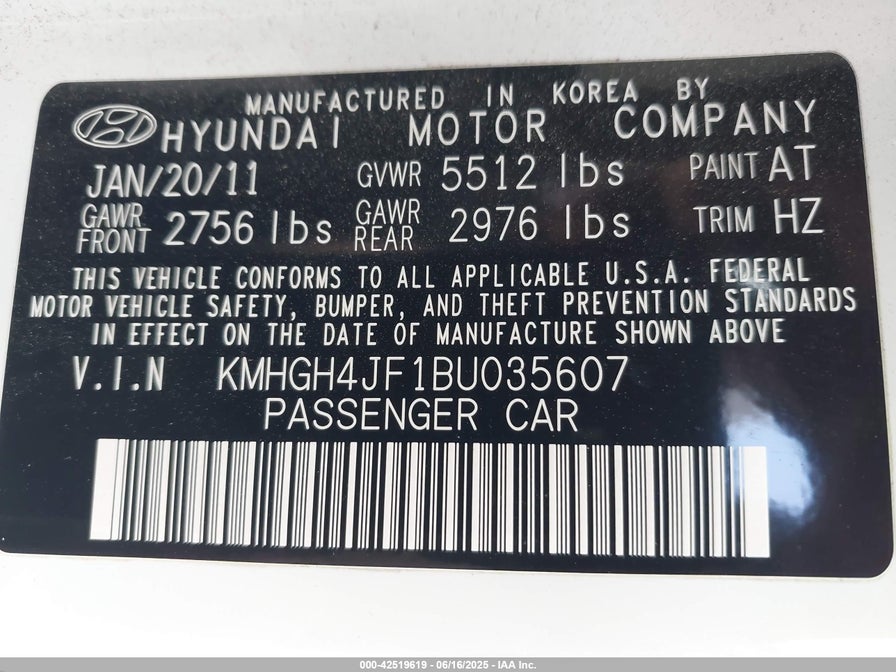 MANUFACTURED IN KOREA BY
HYUNDAI MOTOR COMPANY
JAN/20/11 GVWR 5512 lbs PAINT AT
GAWR FRONT 2756 lbs GAWR REAR 2976 lbs TRIM HZ
THIS VEHICLE CONFORMS TO ALL APPLICABLE U.S.A. FEDERAL
MOTOR VEHICLE SAFETY, BUMPER, AND THEFT PREVENTION STANDARDS
IN EFFECT ON THE DATE OF MANUFACTURE SHOWN ABOVE
V.I.N KMHGH4JF1BU035607
PASSENGER CAR
000-42519619 - 06/16/2025 - IAA Inc.